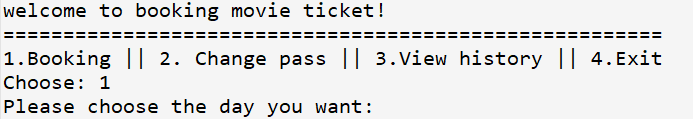 welcome to booking movie ticket!
=======================================================
1.Booking || 2. Change pass || 3.View history || 4.Exit
Choose: 1
Please choose the day you want: